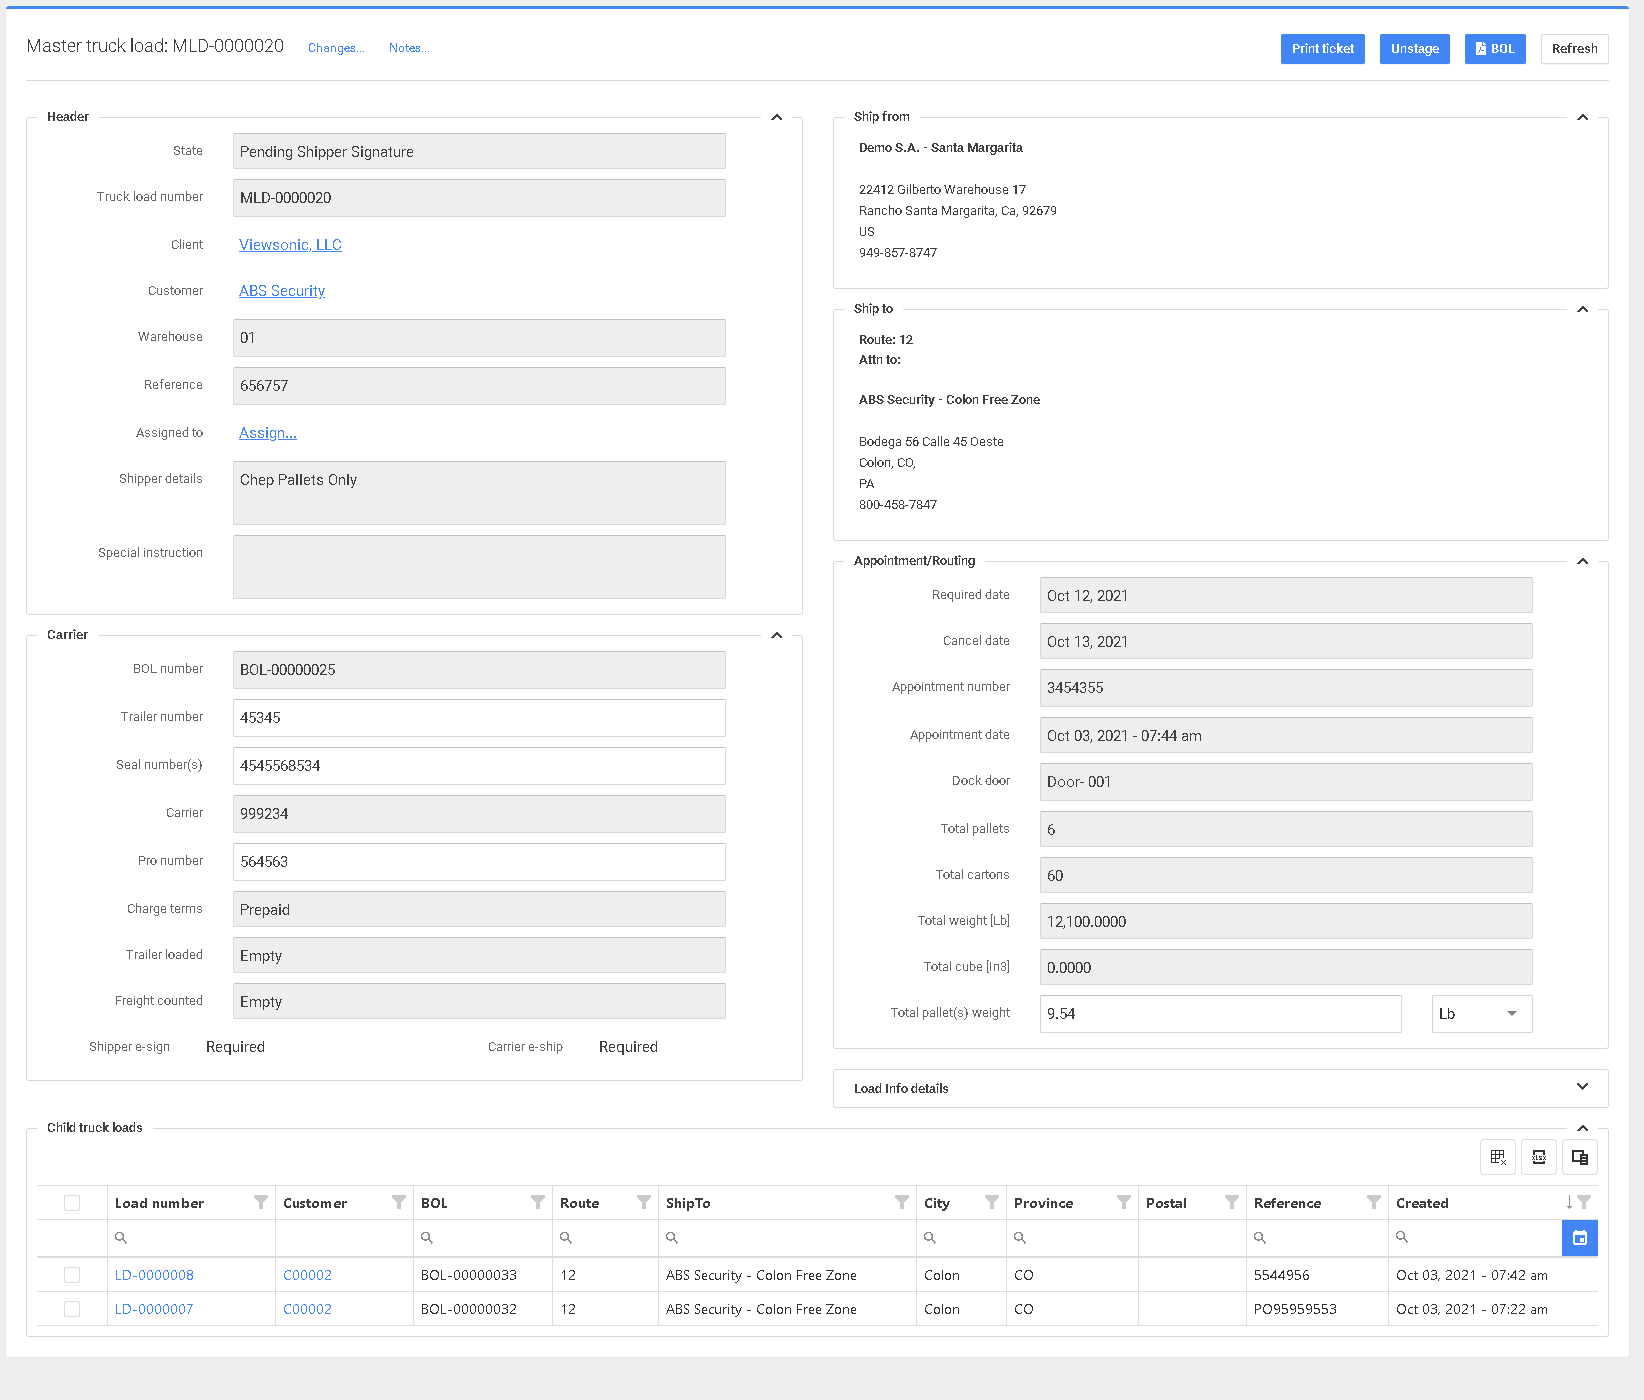 Master truck load: MLD-0000020 Changes... Notes... Print ticket Unstage BOL Refresh
Header
State Pending Shipper Signature
Truck load number MLD-0000020
Client Viewsonic, LLC
Customer ABS Security
Warehouse 01
Reference 656757
Assigned to Assign...
Shipper details Chep Pallets Only
Special instruction
Carrier
BOL number BOL-00000025
Trailer number 45345
Seal number(s) 4545568534
Carrier 999234
Pro number 564563
Charge terms Prepaid
Trailer loaded Empty
Freight counted Empty
Shipper e-sign Required Carrier e-ship Required
Ship from
Demo S.A. - Santa Margarita
22412 Gilberto Warehouse 17
Rancho Santa Margarita, Ca, 92679
US
949-857-8747
Ship to
Route: 12
Attn to:
ABS Security - Colon Free Zone
Bodega 56 Calle 45 Oeste
Colon, CO,
PA
800-458-7847
Appointment/Routing
Required date Oct 12, 2021
Cancel date Oct 13, 2021
Appointment number 3454355
Appointment date Oct 03, 2021 - 07:44 am
Dock door Door- 001
Total pallets 6
Total cartons 60
Total weight [Lb] 12,100.0000
Total cube [In3] 0.0000
Total pallet(s) weight 9.54 Lb
Load Info details
Child truck loads
Load number Customer BOL Route ShipTo City Province Postal Reference Created
LD-0000008 C00002 BOL-00000033 12 ABS Security - Colon Free Zone Colon CO 5544956 Oct 03, 2021 - 07:42 am
LD-0000007 C00002 BOL-00000032 12 ABS Security - Colon Free Zone Colon CO PO95959553 Oct 03, 2021 - 07:22 am